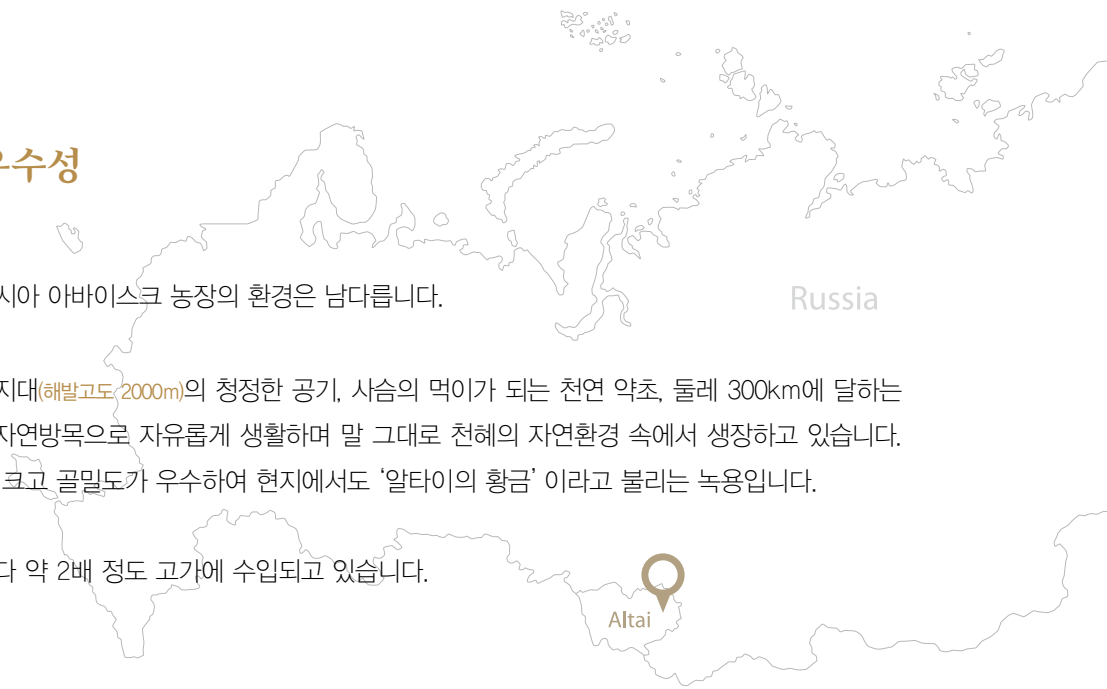 우수성
시아 아바이스크 농장의 환경은 남다릅니다.
Russia
지대(해발고도 2000m)의 청정한 공기, 사슴의 먹이가 되는 천연 약초, 둘레 300km에 달하는
자연방목으로 자유롭게 생활하며 말 그대로 천혜의 자연환경 속에서 생장하고 있습니다.
크고 골밀도가 우수하여 현지에서도 ‘알타이의 황금’ 이라고 불리는 녹용입니다.
다 약 2배 정도 고가에 수입되고 있습니다.
Altai